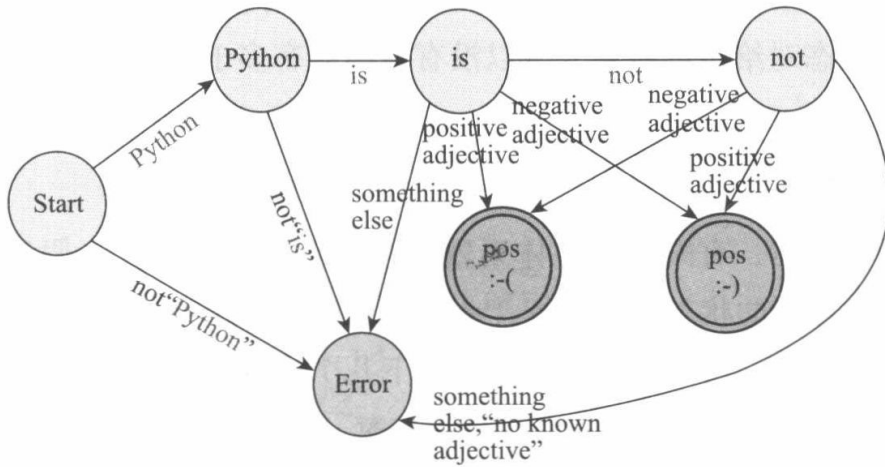 Python
is
is
not
not
Python
positive
adjective
negative
adjective
negative
adjective
positive
adjective
Start
not“is”
something
else
pos
:-(
pos
:-)
not“Python”
Error
something
else,“no known
adjective”